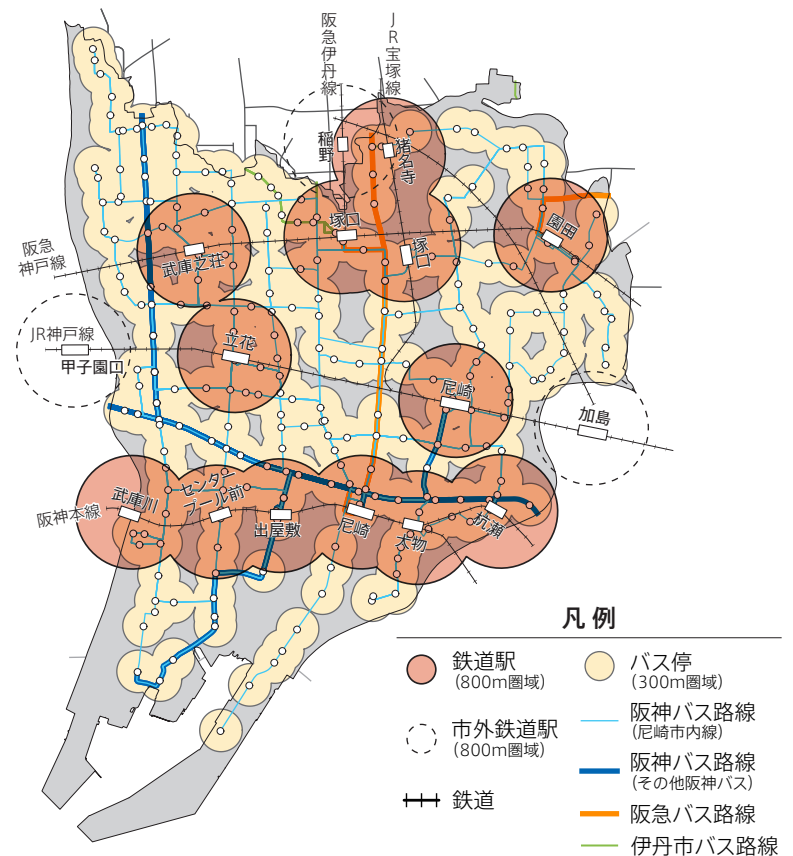 阪急伊丹線
JR宝塚線
稲野
猪名寺
塚口
塚口
園田
阪急
神戸線
武庫之荘
JR神戸線
甲子園口
立花
尼崎
加島
阪神本線
武庫川
センター
プール前
出屋敷
尼崎
大物
杭瀬
凡例
鉄道駅
(800m圏域)
市外鉄道駅
(800m圏域)
鉄道
バス停
(300m圏域)
阪神バス路線
(尼崎市内線)
阪神バス路線
(その他阪神バス)
阪急バス路線
伊丹市バス路線